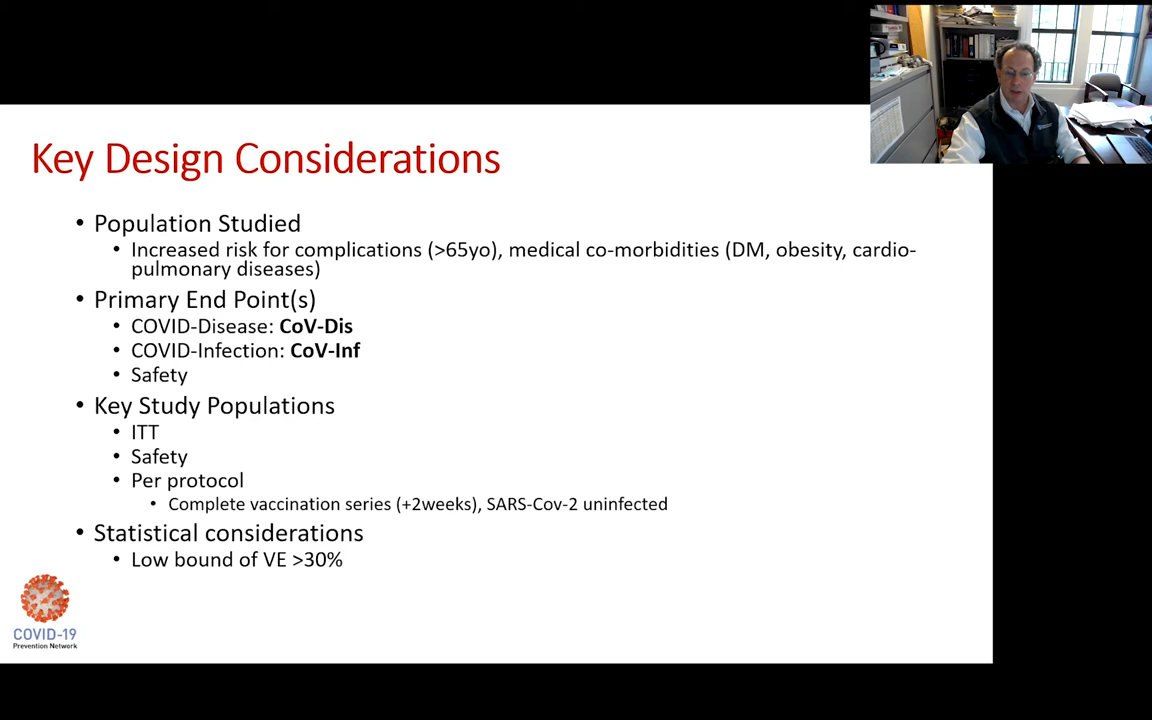 Key Design Considerations
• Population Studied
• Increased risk for complications (>65yo), medical co-morbidities (DM, obesity, cardio-
pulmonary diseases)
• Primary End Point(s)
• COVID-Disease: CoV-Dis
• COVID-Infection: CoV-Inf
• Safety
• Key Study Populations
• ITT
• Safety
• Per protocol
• Complete vaccination series (+2weeks), SARS-Cov-2 uninfected
• Statistical considerations
• Low bound of VE >30%
COVID-19
Prevention Network